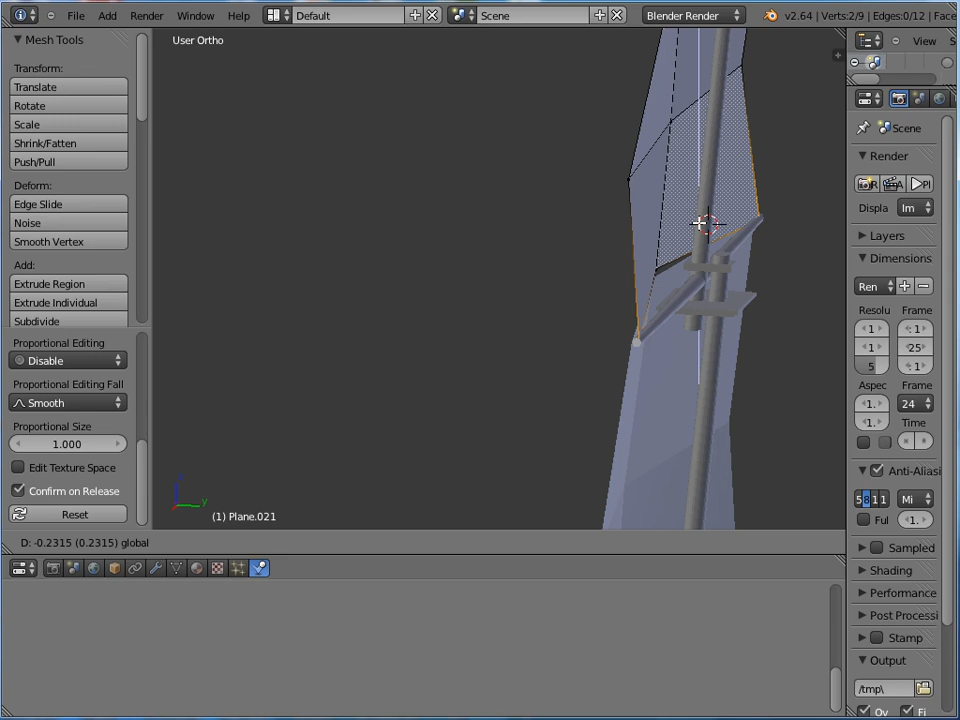 File Add Render Window Help Default Scene Blender Render v2.64 | Verts:2/9 | Edges:0/12 | Face
Mesh Tools
User Ortho
View S
Transform:
Translate
Rotate
Scale
Shrink/Fatten
Push/Pull
Deform:
Edge Slide
Noise
Smooth Vertex
Add:
Extrude Region
Extrude Individual
Subdivide
Proportional Editing
Disable
Proportional Editing Fall
Smooth
Proportional Size
1.000
Edit Texture Space
Confirm on Release
Reset
z
y
(1) Plane.021
D: -0.2315 (0.2315) global
Scene
Render
R A Pl
Displa Im
Layers
Dimensions
Ren
Resolu Frame
1 : 1
1 25
5 : 1
Aspec Frame
1. 24
1. Time
Anti-Aliasi
5 8 1 1 Mi
Ful 1.
Sampled
Shading
Performance
Post Processi
Stamp
Output
/tmp\
Ov Fi